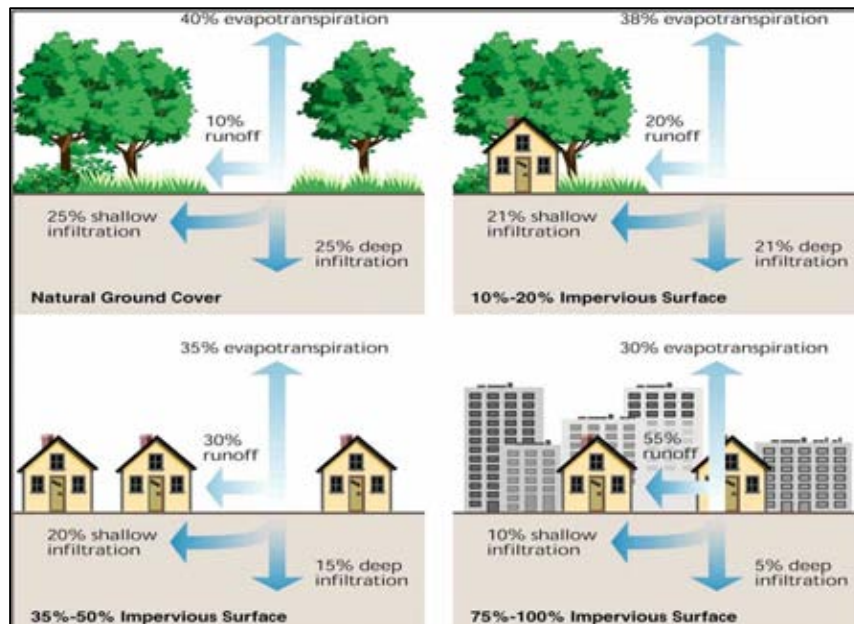 40% evapotranspiration
10%
runoff
25% shallow
infiltration
25% deep
infiltration
Natural Ground Cover
38% evapotranspiration
20%
runoff
21% shallow
infiltration
21% deep
infiltration
10%-20% Impervious Surface
35% evapotranspiration
30%
runoff
20% shallow
infiltration
15% deep
infiltration
35%-50% Impervious Surface
30% evapotranspiration
55%
runoff
10% shallow
infiltration
5% deep
infiltration
75%-100% Impervious Surface